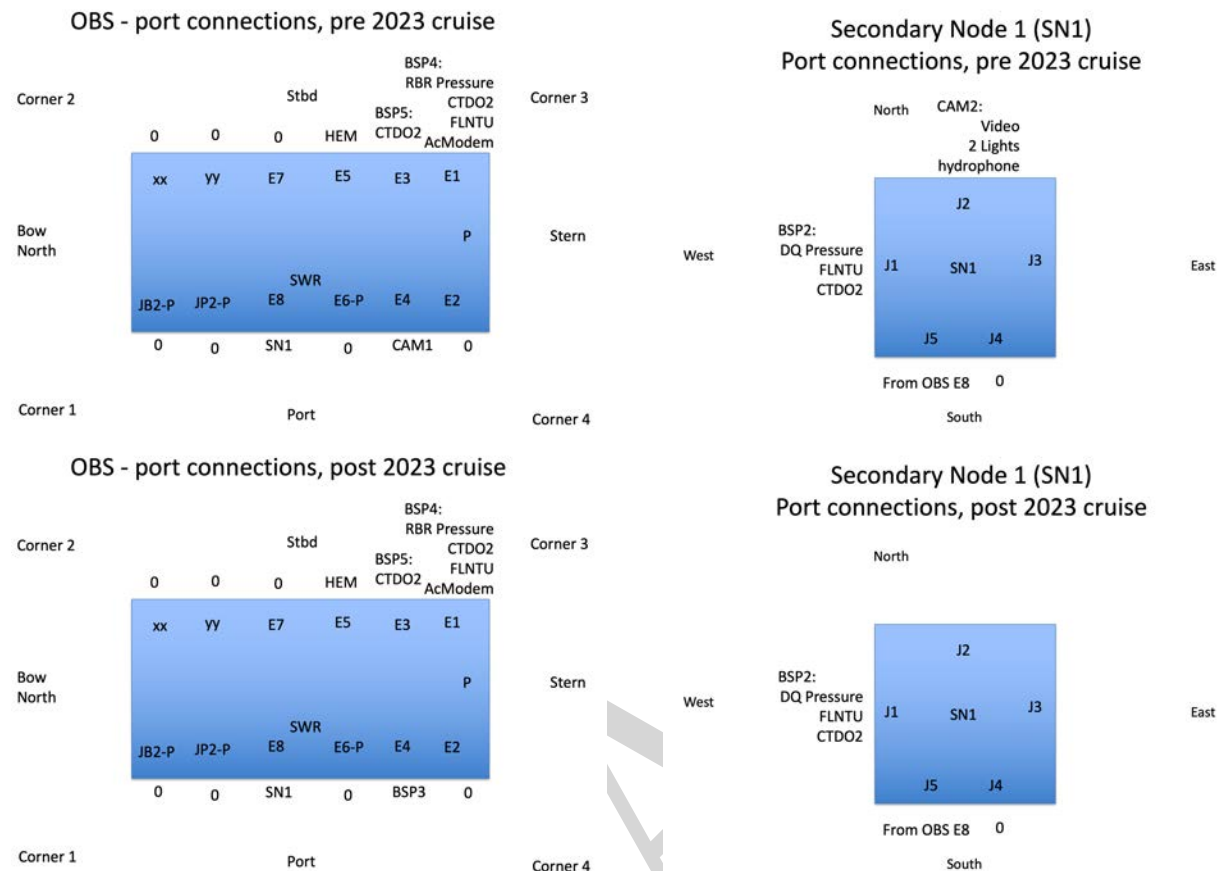 OBS - port connections, pre 2023 cruise
BSP4:
RBR Pressure
CTDO2
FLNTU
AcModem
Corner 2
Stbd
Corner 3
BSP5:
CTDO2
0 0 0 HEM
xx yy E7 E5 E3 E1
Bow
North
P
Stern
SWR
JB2-P JP2-P E8 E6-P E4 E2
0 0 SN1 0 CAM1 0
Corner 1
Port
Corner 4
Secondary Node 1 (SN1)
Port connections, pre 2023 cruise
North
CAM2:
Video
2 Lights
hydrophone
J2
BSP2:
DQ Pressure
FLNTU
CTDO2
West
J1 SN1 J3
East
J5 J4
From OBS E8 0
South
OBS - port connections, post 2023 cruise
BSP4:
RBR Pressure
CTDO2
FLNTU
AcModem
Corner 2
Stbd
Corner 3
BSP5:
CTDO2
0 0 0 HEM
xx yy E7 E5 E3 E1
Bow
North
P
Stern
SWR
JB2-P JP2-P E8 E6-P E4 E2
0 0 SN1 0 BSP3 0
Corner 1
Port
Corner 4
Secondary Node 1 (SN1)
Port connections, post 2023 cruise
North
J2
BSP2:
DQ Pressure
FLNTU
CTDO2
West
J1 SN1 J3
East
J5 J4
From OBS E8 0
South